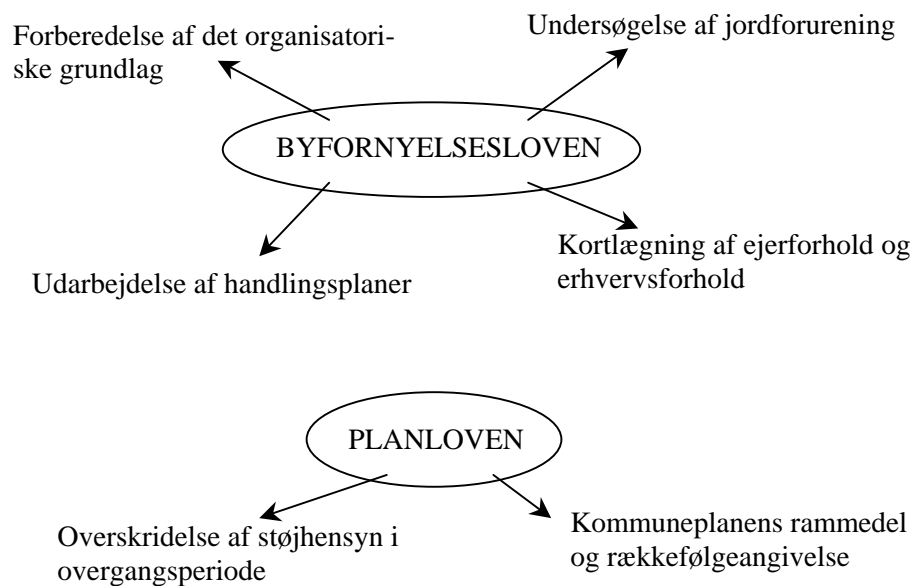 Forberedelse af det organisatori-
ske grundlag
Undersøgelse af jordforurening
BYFORNYELSESLOVEN
Udarbejdelse af handlingsplaner
Kortlægning af ejerforhold og
erhvervsforhold
PLANLOVEN
Overskridelse af støjhensyn i
overgangsperiode
Kommuneplanens rammedel
og rækkefølgeangivelse